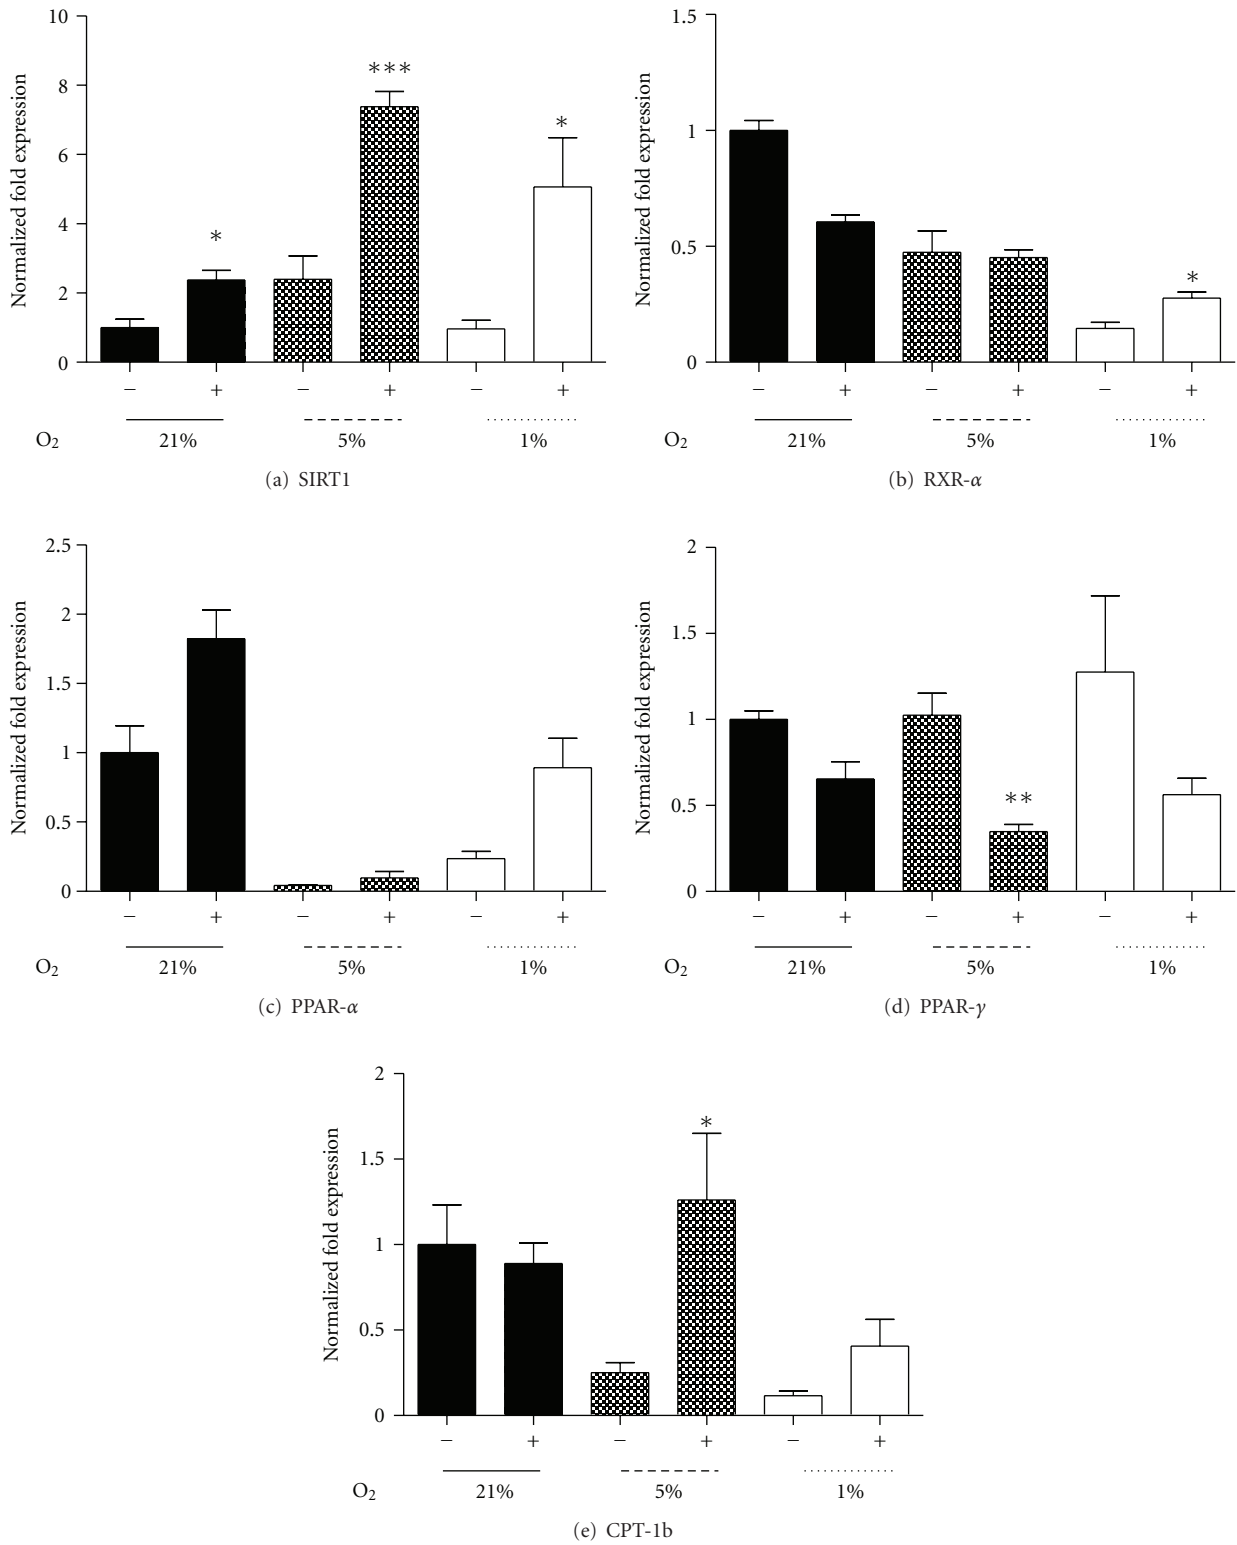 10
8
6
4
2
0
Normalized fold expression
*
***
*
− + − + − +
O2 21% 5% 1%
(a) SIRT1
1.5
1
0.5
0
Normalized fold expression
*
− + − + − +
O2 21% 5% 1%
(b) RXR-α
2.5
2
1.5
1
0.5
0
Normalized fold expression
− + − + − +
O2 21% 5% 1%
(c) PPAR-α
2
1.5
1
0.5
0
Normalized fold expression
**
− + − + − +
O2 21% 5% 1%
(d) PPAR-γ
2
1.5
1
0.5
0
Normalized fold expression
*
− + − + − +
O2 21% 5% 1%
(e) CPT-1b